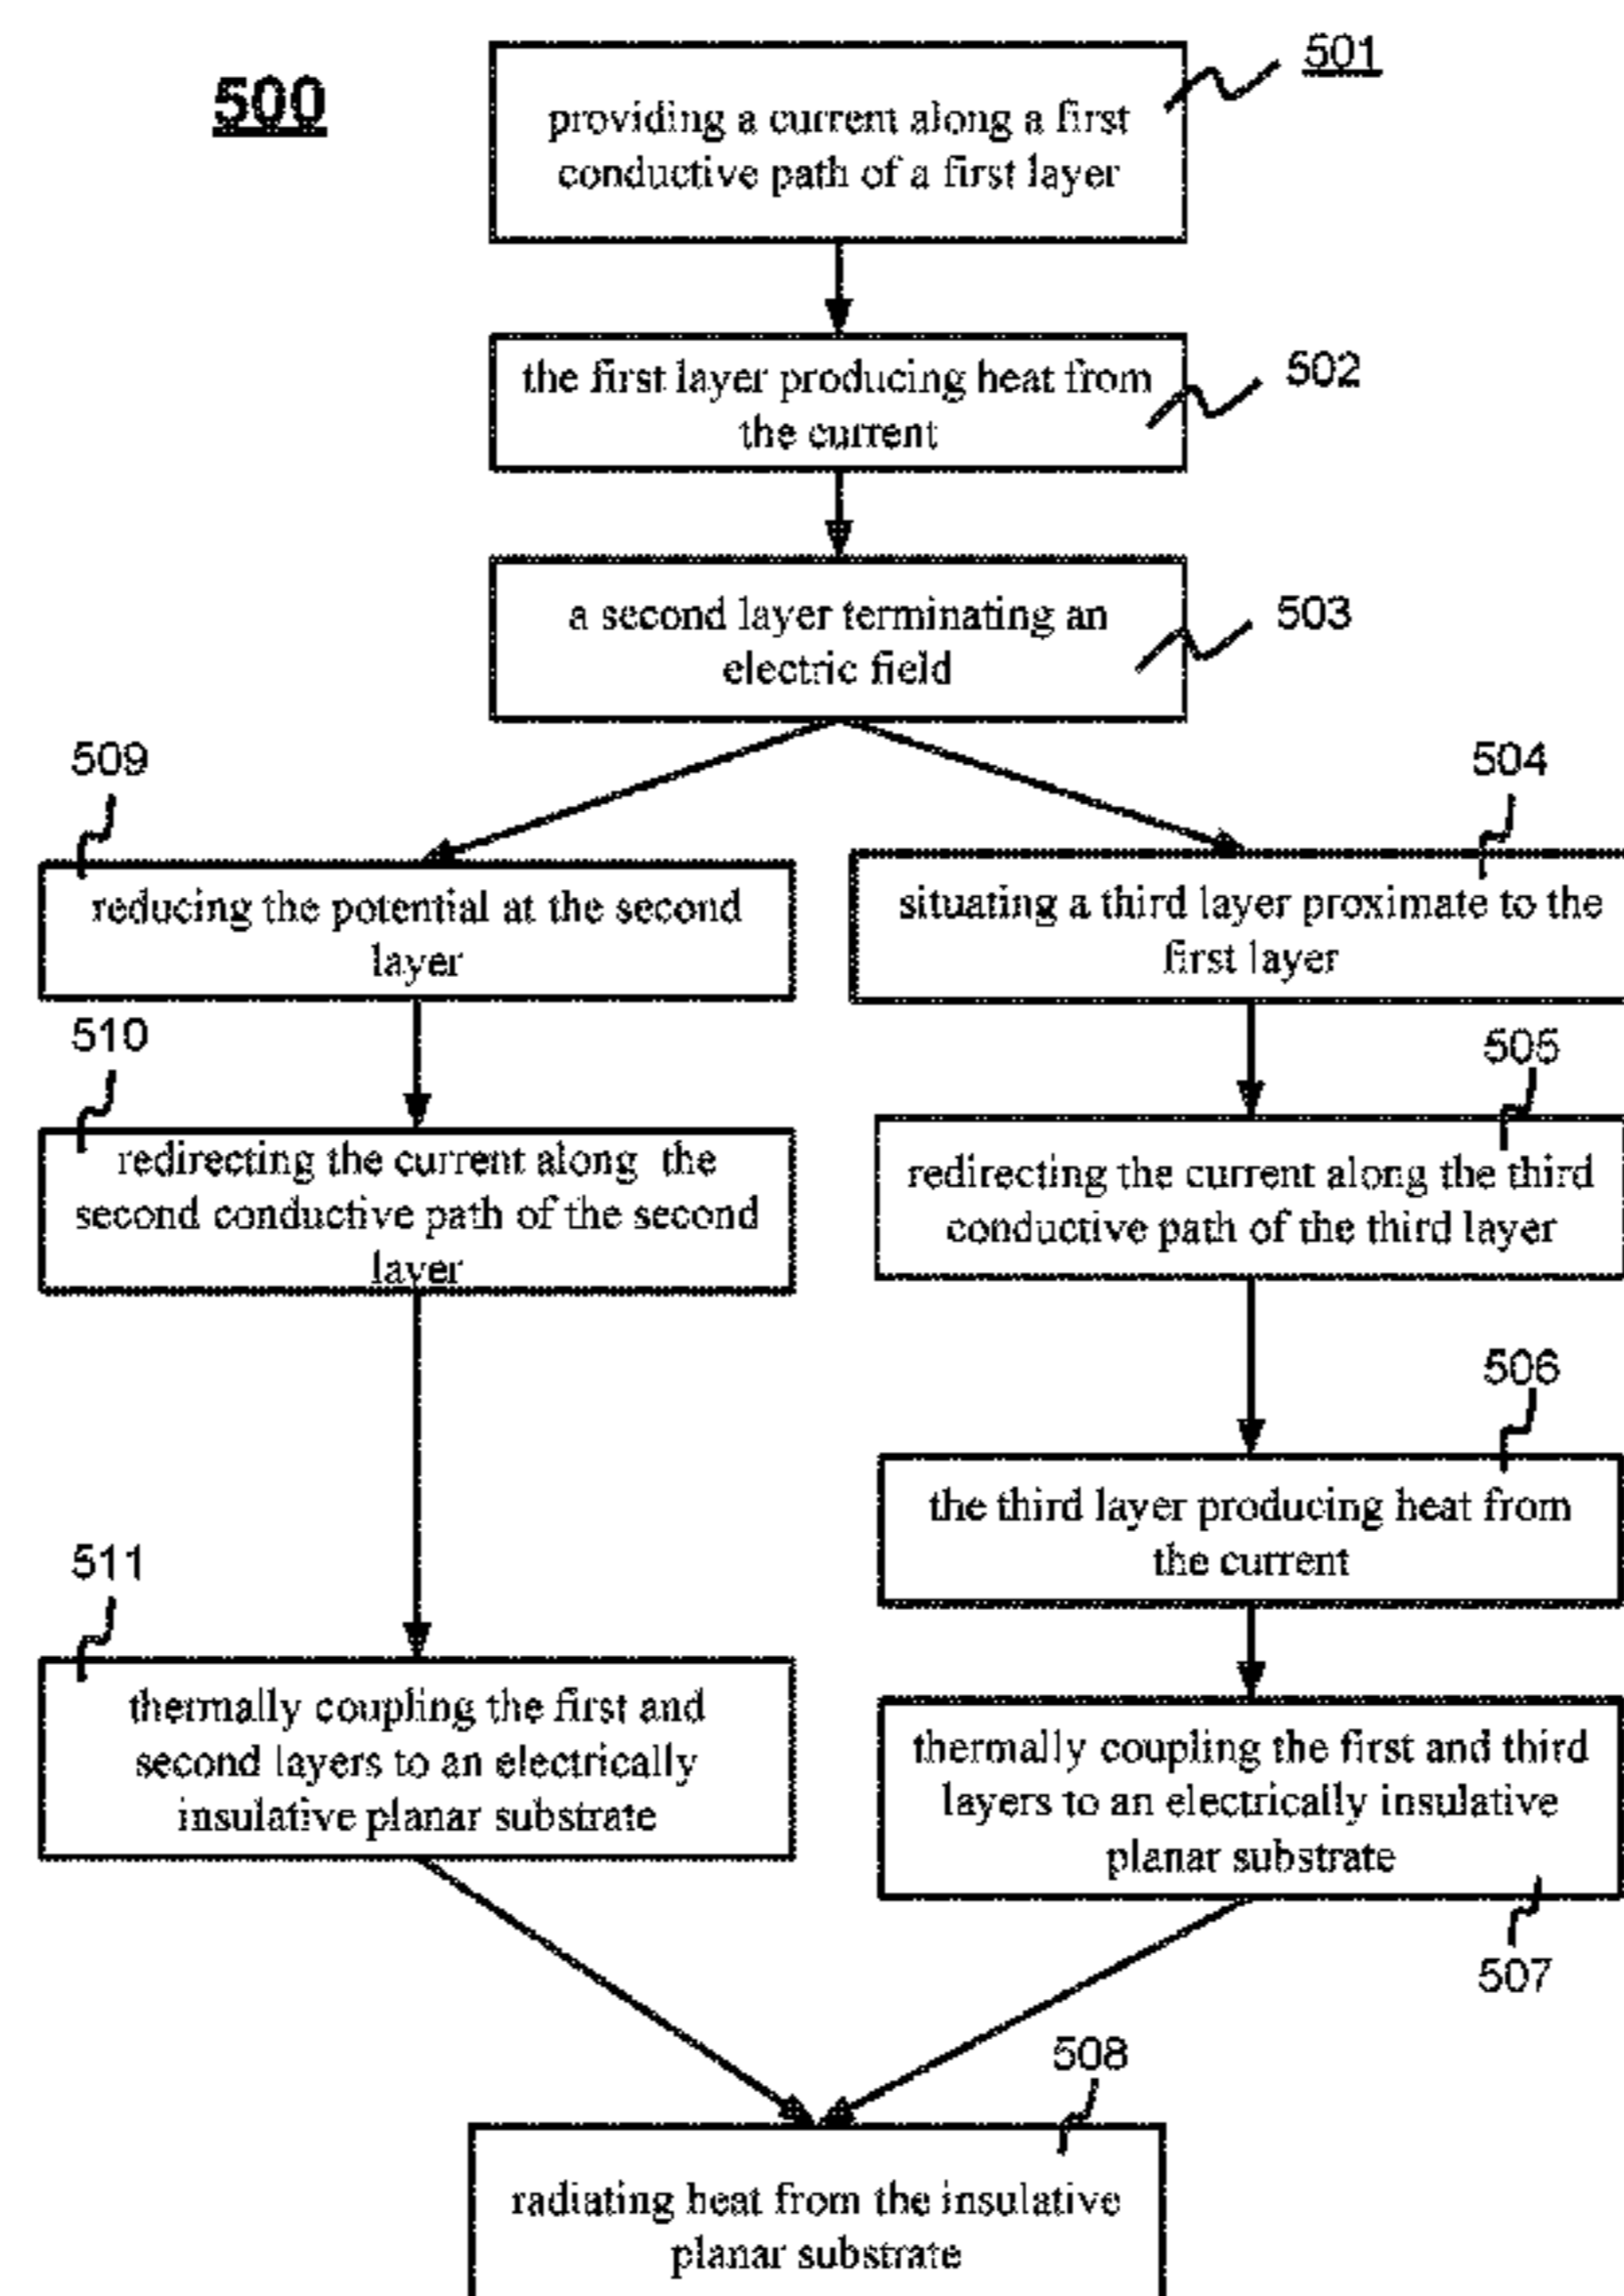 500
501
providing a current along a first
conductive path of a first layer
502
the first layer producing heat from
the current
503
a second layer terminating an
electric field
509
reducing the potential at the second
layer
504
situating a third layer proximate to the
first layer
510
redirecting the current along the
second conductive path of the second
layer
505
redirecting the current along the third
conductive path of the third layer
506
the third layer producing heat from
the current
511
thermally coupling the first and
second layers to an electrically
insulative planar substrate
thermally coupling the first and third
layers to an electrically insulative
planar substrate
507
508
radiating heat from the insulative
planar substrate